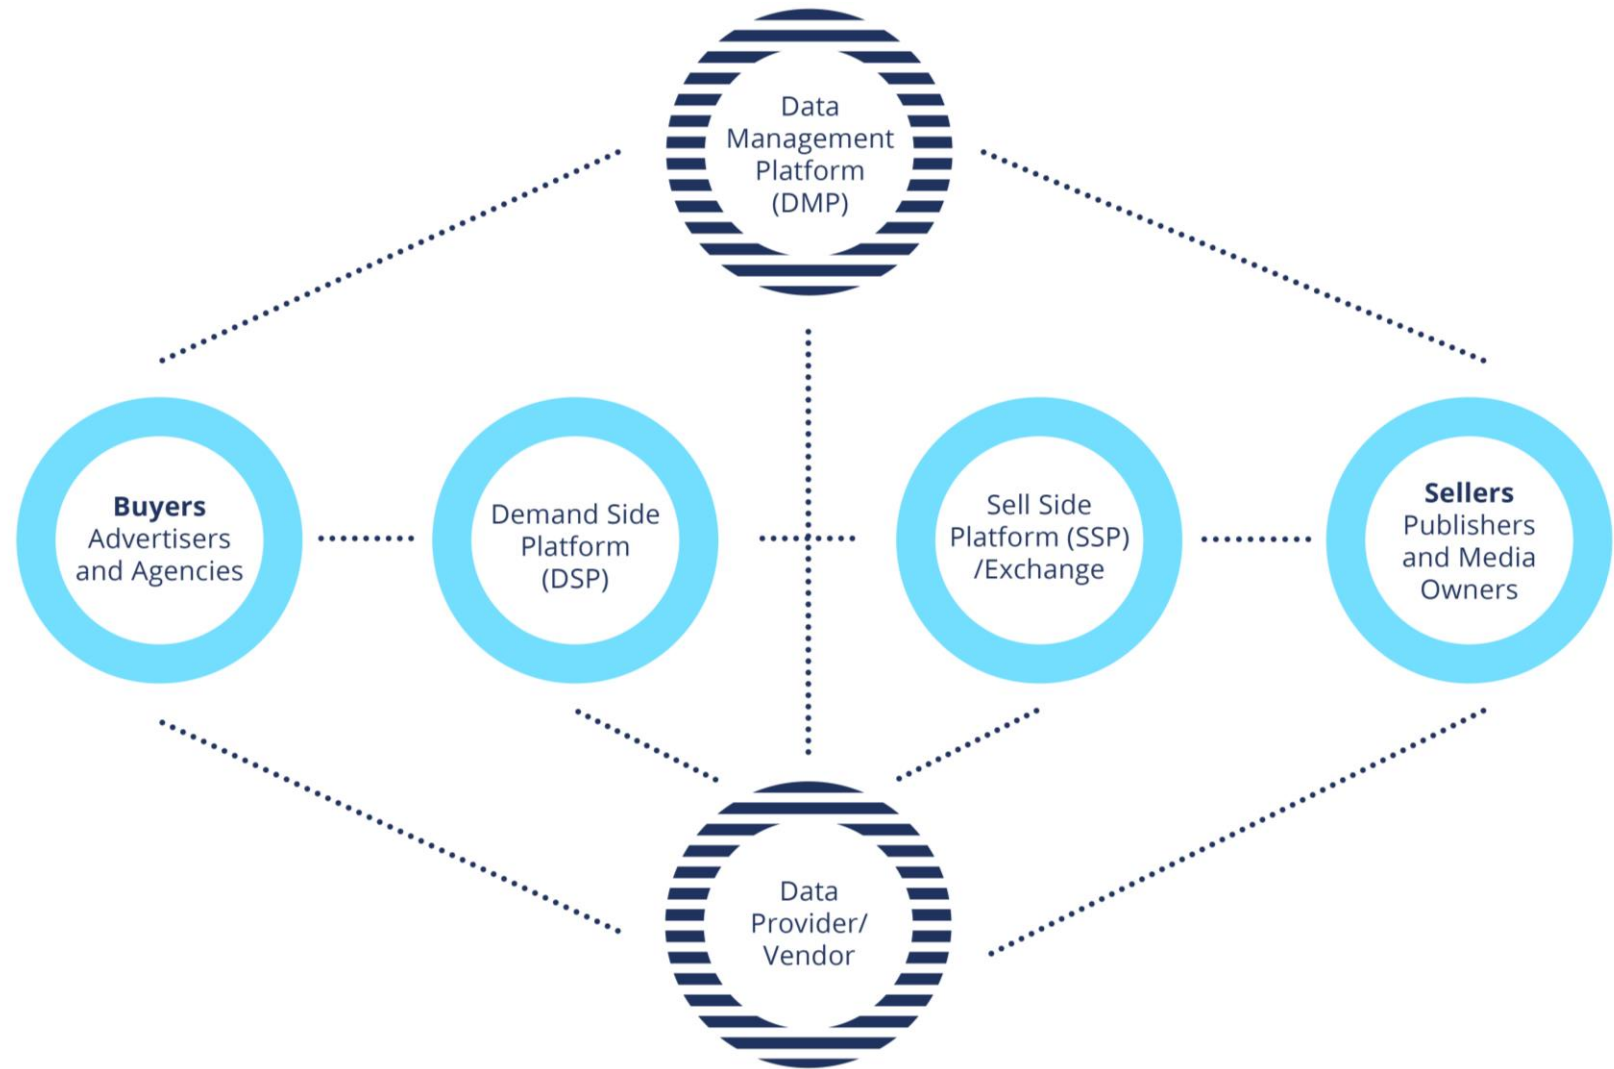 Data
Management
Platform
(DMP)
Buyers
Advertisers
and Agencies
Demand Side
Platform
(DSP)
Sell Side
Platform (SSP)
/Exchange
Sellers
Publishers
and Media
Owners
Data
Provider/
Vendor